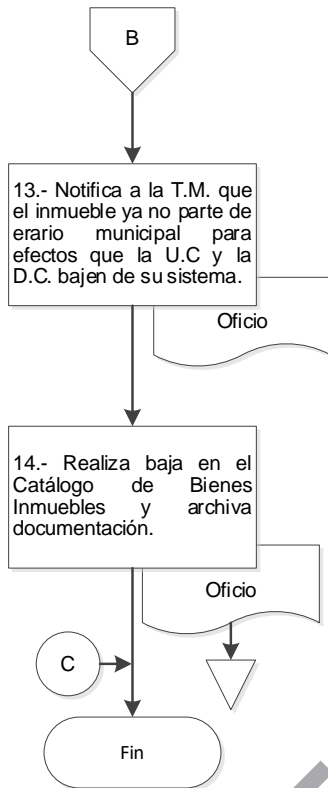 B
13.- Notifica a la T.M. que
el inmueble ya no parte de
erario municipal para
efectos que la U.C y la
D.C. bajen de su sistema.
Oficio
14.- Realiza baja en el
Catálogo de Bienes
Inmuebles y archiva
documentación.
Oficio
C
Fin